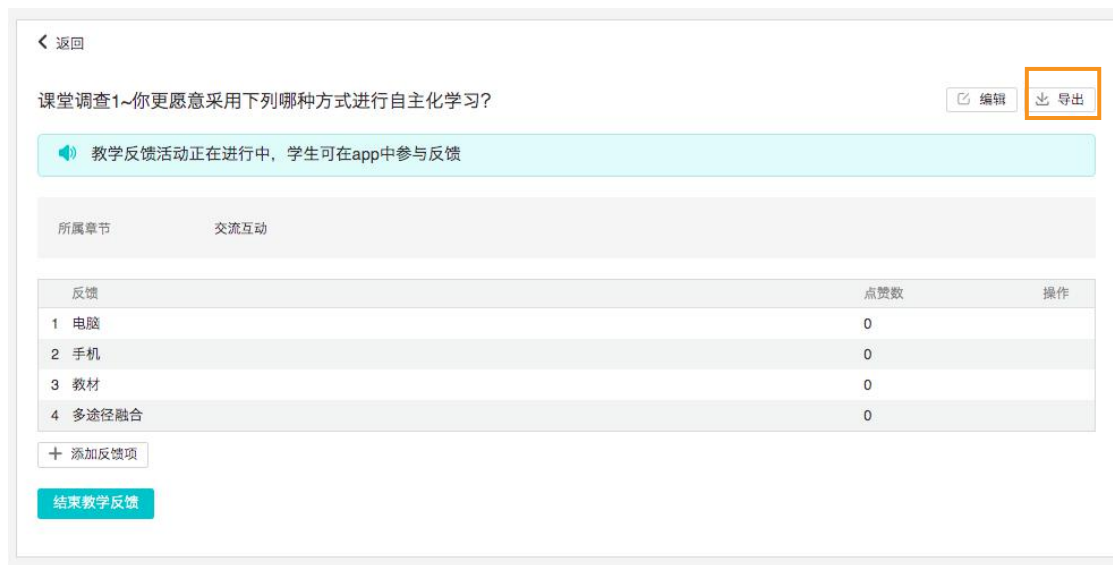 返回
课堂调查1~你更愿意采用下列哪种方式进行自主化学习?
编辑 导出
教学反馈活动正在进行中，学生可在app中参与反馈
所属章节 交流互动
反馈 点赞数 操作
1 电脑 0
2 手机 0
3 教材 0
4 多途径融合 0
添加反馈项
结束教学反馈